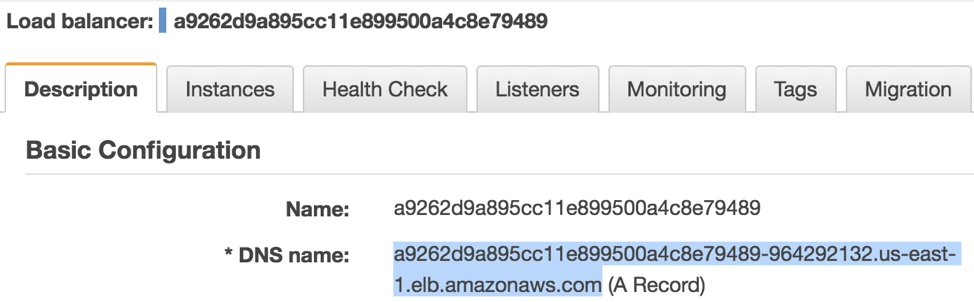 Load balancer: a9262d9a895cc11e899500a4c8e79489
Description Instances Health Check Listeners Monitoring Tags Migration
Basic Configuration
Name: a9262d9a895cc11e899500a4c8e79489
* DNS name: a9262d9a895cc11e899500a4c8e79489-964292132.us-east-
1.elb.amazonaws.com (A Record)